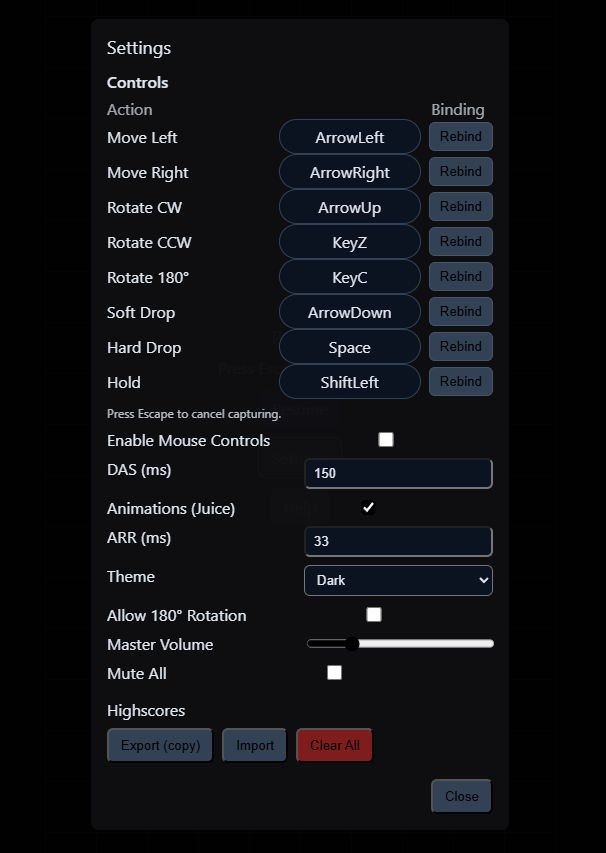 Settings
Controls
Action Binding
Move Left ArrowLeft Rebind
Move Right ArrowRight Rebind
Rotate CW ArrowUp Rebind
Rotate CCW KeyZ Rebind
Rotate 180° KeyC Rebind
Soft Drop ArrowDown Rebind
Hard Drop Space Rebind
Hold ShiftLeft Rebind
Press Escape to cancel capturing.
Enable Mouse Controls
DAS (ms) 150
Animations (Juice)
ARR (ms) 33
Theme Dark
Allow 180° Rotation
Master Volume
Mute All
Highscores
Export (copy) Import Clear All
Close